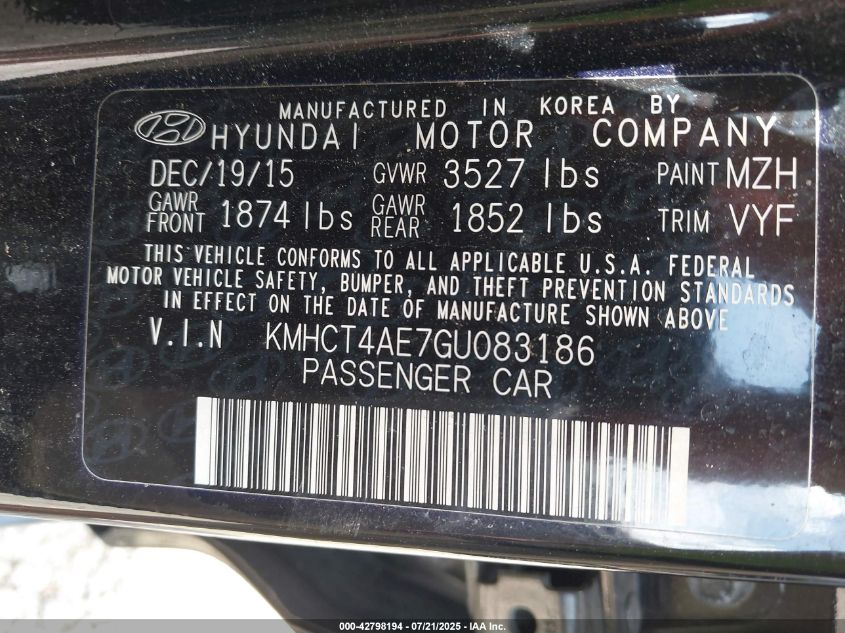 MANUFACTURED IN KOREA BY
HYUNDAI MOTOR COMPANY
DEC/19/15 GVWR 3527 lbs PAINT MZH
GAWR FRONT 1874 lbs GAWR REAR 1852 lbs TRIM VYF
THIS VEHICLE CONFORMS TO ALL APPLICABLE U.S.A. FEDERAL
MOTOR VEHICLE SAFETY, BUMPER, AND THEFT PREVENTION STANDARDS
IN EFFECT ON THE DATE OF MANUFACTURE SHOWN ABOVE
V.I.N KMHCT4AE7GU083186
PASSENGER CAR
000-42798194 - 07/21/2025 - IAA Inc.